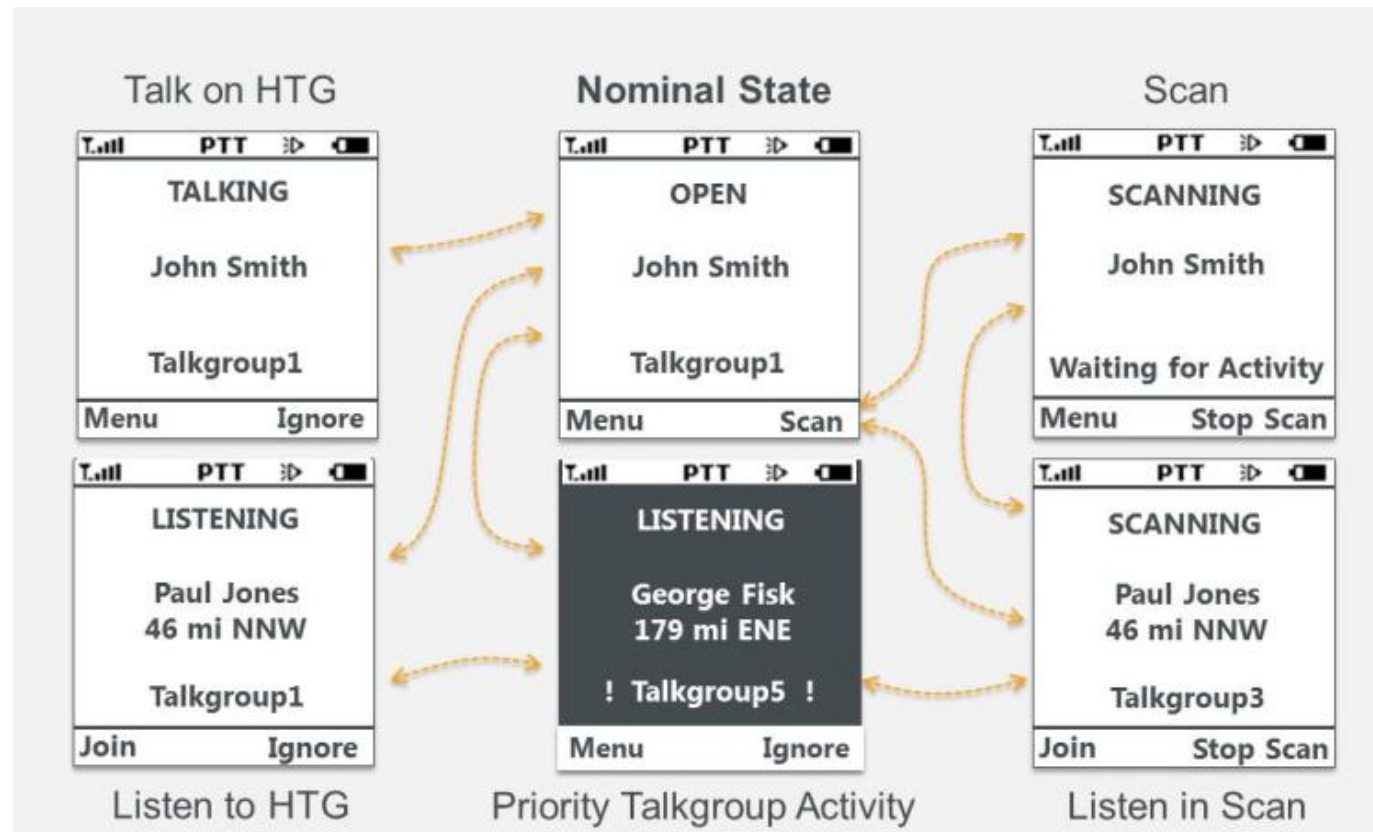 Talk on HTG
PTT
TALKING
John Smith
Talkgroup1
Menu Ignore
Nominal State
PTT
OPEN
John Smith
Talkgroup1
Menu Scan
Scan
PTT
SCANNING
John Smith
Waiting for Activity
Menu Stop Scan
PTT
LISTENING
Paul Jones
46 mi NNW
Talkgroup1
Join Ignore
Listen to HTG
PTT
LISTENING
George Fisk
179 mi ENE
! Talkgroup5 !
Menu Ignore
Priority Talkgroup Activity
PTT
SCANNING
Paul Jones
46 mi NNW
Talkgroup3
Join Stop Scan
Listen in Scan